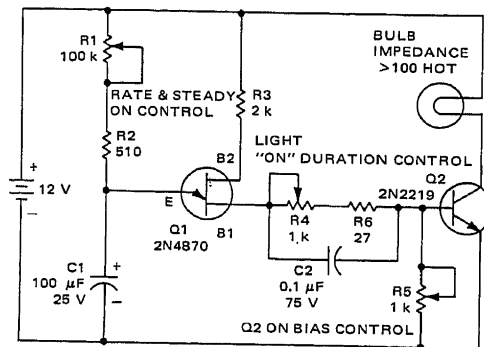 R1
100 k
RATE & STEADY
ON CONTROL
R2
510
+
12 V
−
C1
100 µF
25 V
+
−
R3
2 k
B2
E
Q1
2N4870
B1
LIGHT
"ON" DURATION CONTROL
R4
1 k
R6
27
C2
0.1 µF
75 V
BULB
IMPEDANCE
>100 HOT
Q2
2N2219
R5
1 k
Q2 ON BIAS CONTROL